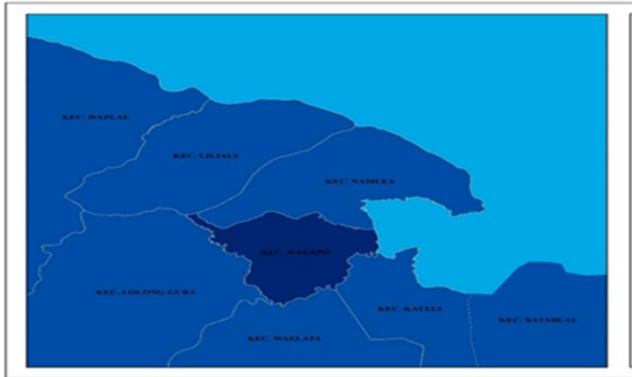 KEC. WAPLAU
KEC. LILIALY
KEC. NAMLEA
KEC. WAEAPO
KEC. LOLONG GUBA
KEC. KAYELI
KEC. BATABUAL
KEC. WAELATA